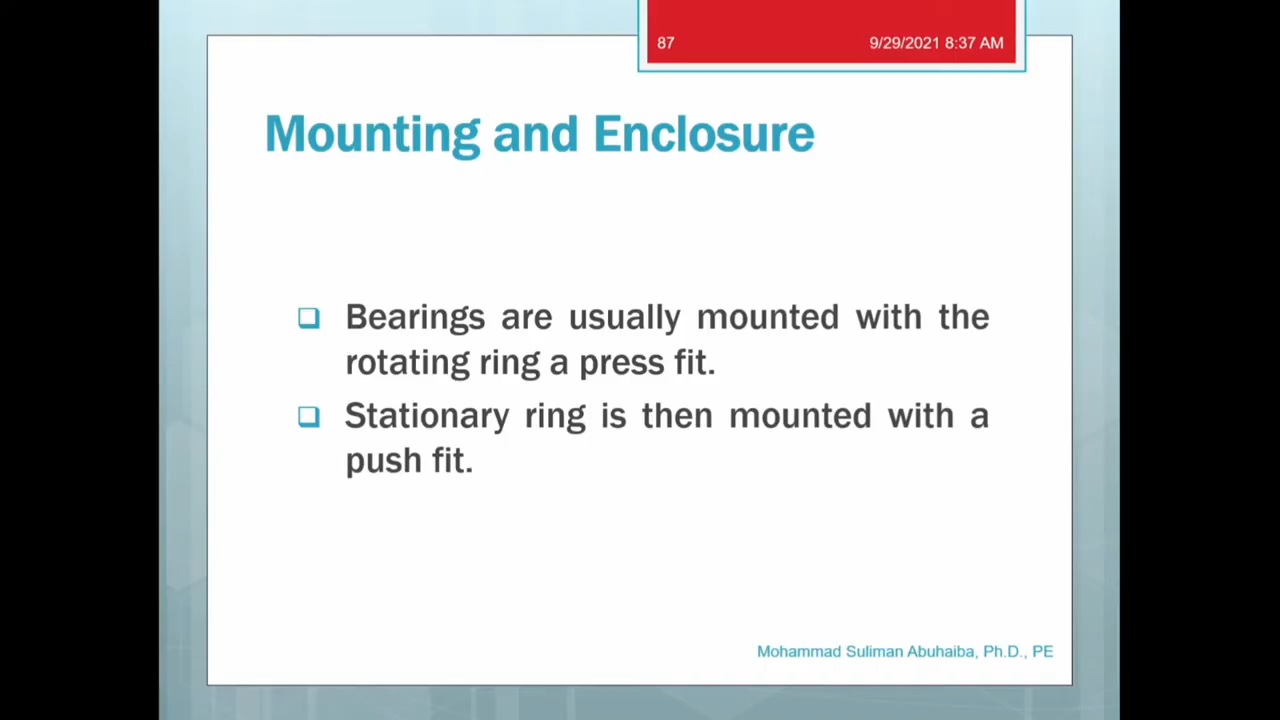 87
9/29/2021 8:37 AM
Mounting and Enclosure
Bearings are usually mounted with the
rotating ring a press fit.
Stationary ring is then mounted with a
push fit.
Mohammad Suliman Abuhaiba, Ph.D., PE